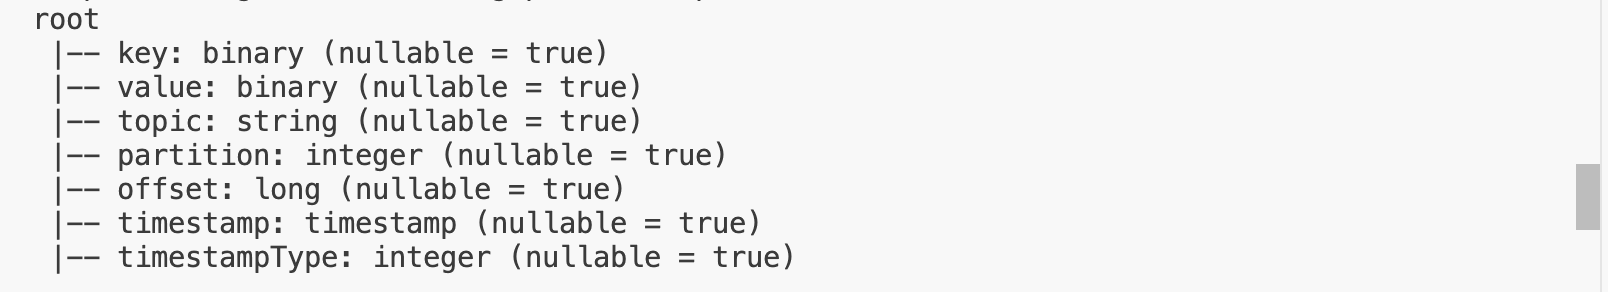 root
 |-- key: binary (nullable = true)
 |-- value: binary (nullable = true)
 |-- topic: string (nullable = true)
 |-- partition: integer (nullable = true)
 |-- offset: long (nullable = true)
 |-- timestamp: timestamp (nullable = true)
 |-- timestampType: integer (nullable = true)